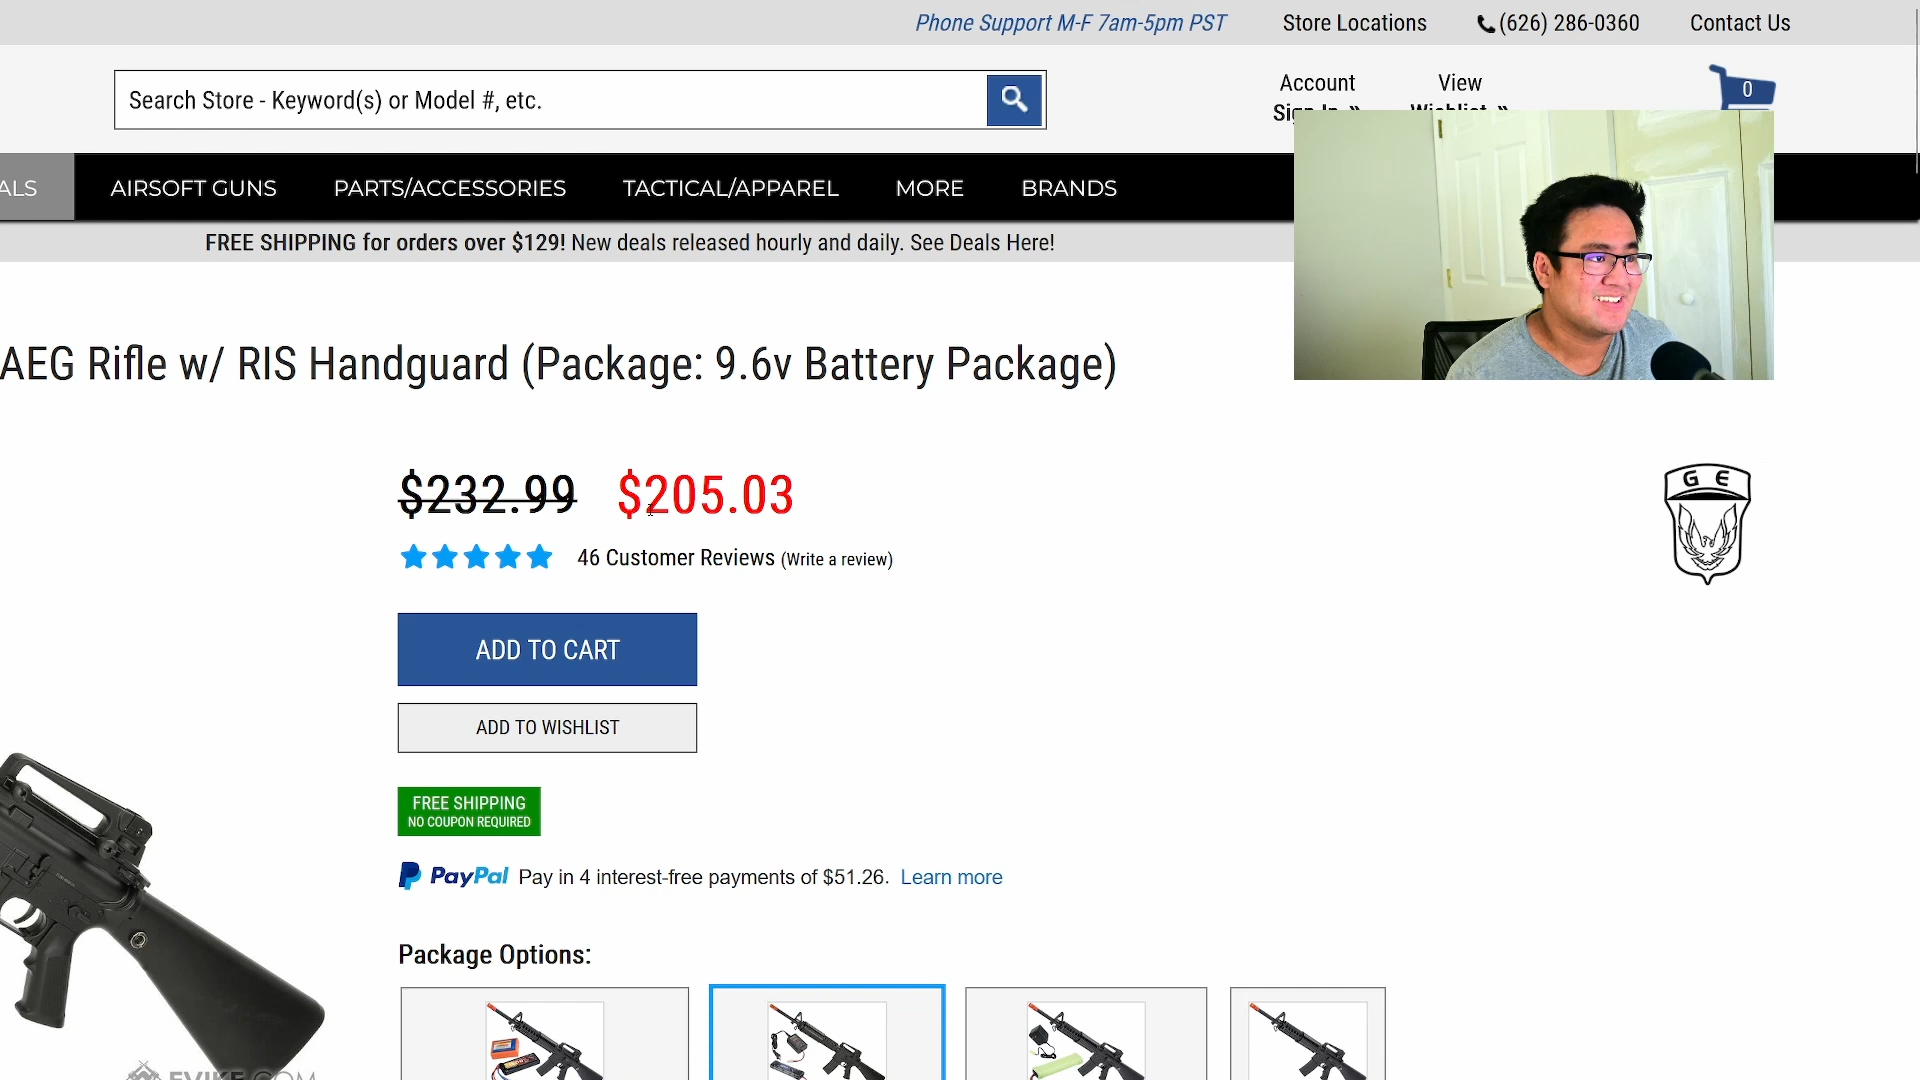 Phone Support M-F 7am-5pm PST
Store Locations
(626) 286-0360
Contact Us
Search Store - Keyword(s) or Model #, etc.
Account
View
0
ALS
AIRSOFT GUNS
PARTS/ACCESSORIES
TACTICAL/APPAREL
MORE
BRANDS
FREE SHIPPING for orders over $129! New deals released hourly and daily. See Deals Here!
AEG Rifle w/ RIS Handguard (Package: 9.6v Battery Package)
$232.99 $205.03
G E
46 Customer Reviews (Write a review)
ADD TO CART
ADD TO WISHLIST
FREE SHIPPING
NO COUPON REQUIRED
PayPal Pay in 4 interest-free payments of $51.26. Learn more
Package Options:
EVIKE.COM